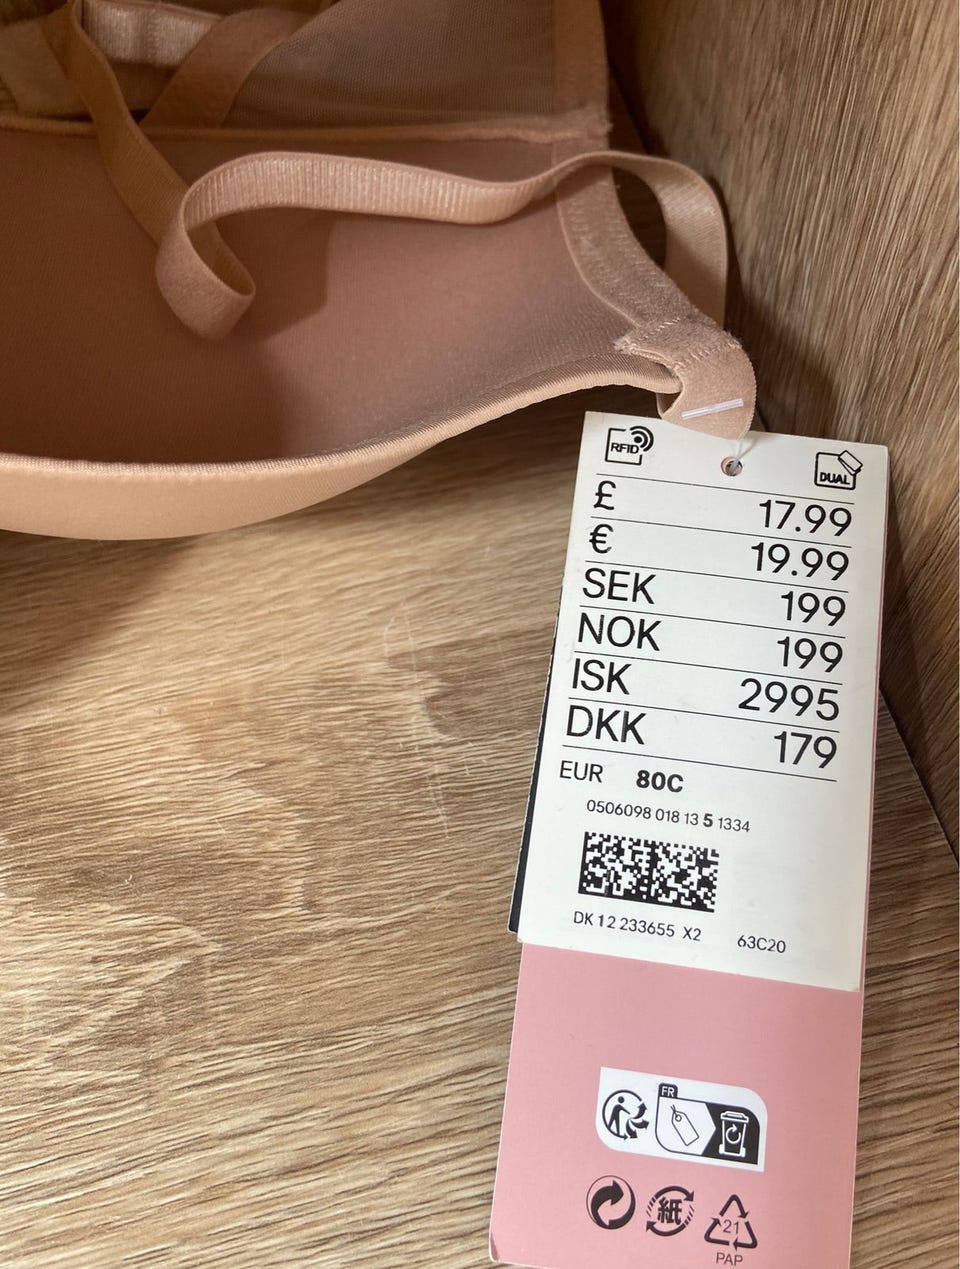 RFID
DUAL
£ 17.99
€ 19.99
SEK 199
NOK 199
ISK 2995
DKK 179
EUR 80C
0506098 018 13 5 1334
DK 12 233655 X2 63C20
FR
紙
21
PAP